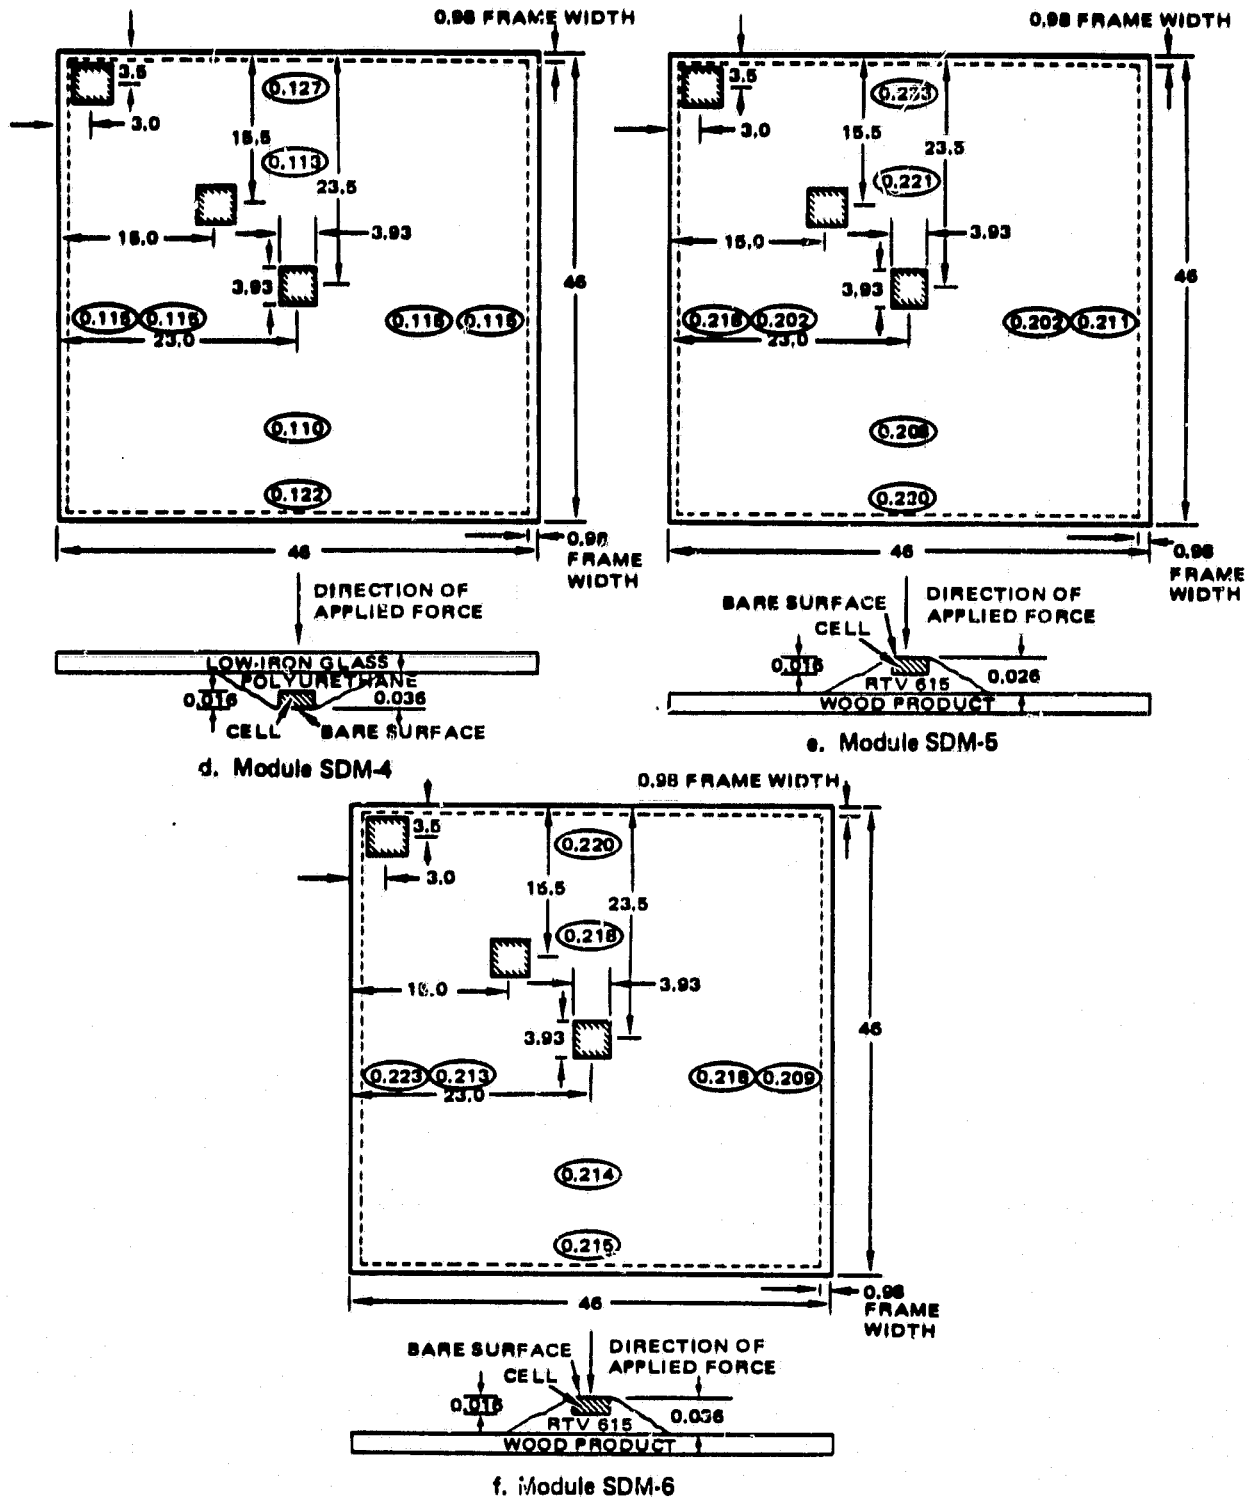 0.98 FRAME WIDTH
3.5
0.127
3.0
15.5
0.113
23.5
15.0
3.93
3.93
46
0.115 0.115
0.116 0.115
23.0
0.110
0.122
46
0.98
FRAME
WIDTH
DIRECTION OF
APPLIED FORCE
LOW-IRON GLASS
POLYURETHANE
0.016
0.036
CELL
BARE SURFACE
d. Module SDM-4
0.98 FRAME WIDTH
3.5
3.0
15.5
23.5
0.221
15.0
3.93
3.93
46
0.216 0.202
0.202 0.211
23.0
46
0.98
FRAME
WIDTH
BARE SURFACE
DIRECTION OF
APPLIED FORCE
CELL
0.016
0.026
RTV 615
WOOD PRODUCT
e. Module SDM-5
0.98 FRAME WIDTH
3.5
0.220
3.0
15.5
23.5
0.218
3.93
3.93
46
0.223 0.213
0.216 0.209
23.0
0.214
0.215
46
0.98
FRAME
WIDTH
BARE SURFACE
DIRECTION OF
APPLIED FORCE
CELL
0.016
0.036
RTV 615
WOOD PRODUCT
f. Module SDM-6